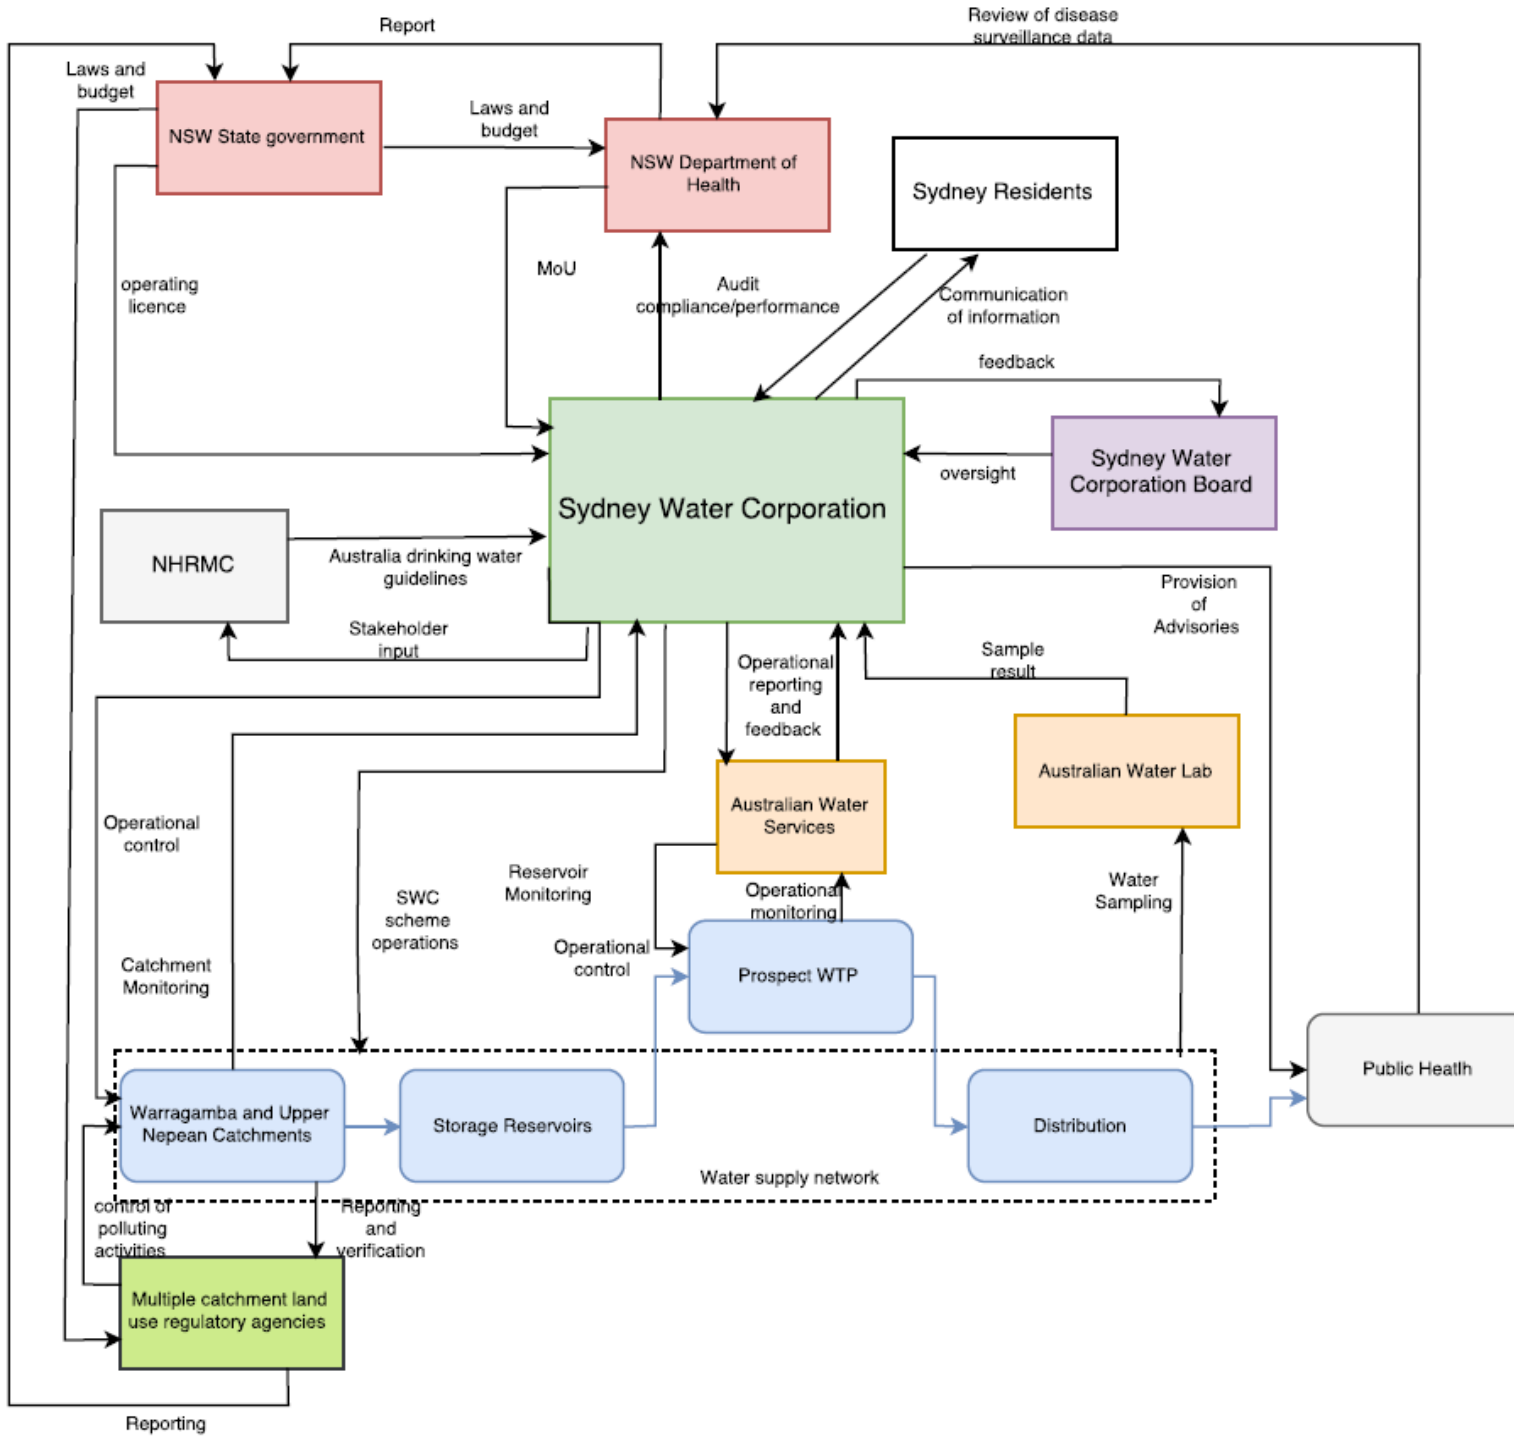 Review of disease
surveillance data
Report
Laws and
budget
Laws and
budget
NSW State government
NSW Department of
Health
Sydney Residents
operating
licence
MoU
Audit
compliance/performance
Communication
of information
feedback
Sydney Water
Corporation Board
oversight
Sydney Water Corporation
NHRMC
Australia drinking water
guidelines
Provision
of
Advisories
Stakeholder
input
Operational
reporting
and
feedback
Sample
result
Australian Water Lab
Australian Water
Services
Operational
control
Reservoir
Monitoring
SWC
scheme
operations
Operational
monitoring
Water
Sampling
Operational
control
Catchment
Monitoring
Prospect WTP
Public Heatlh
Warragamba and Upper
Nepean Catchments
Storage Reservoirs
Distribution
Water supply network
control of
polluting
activities
Reporting
and
verification
Multiple catchment land
use regulatory agencies
Reporting